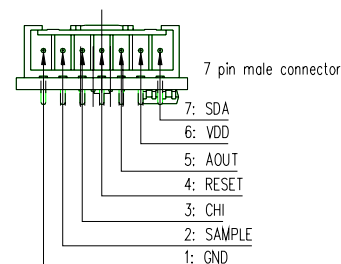 7 pin male connector
7: SDA
6: VDD
5: AOUT
4: RESET
3: CHI
2: SAMPLE
1: GND